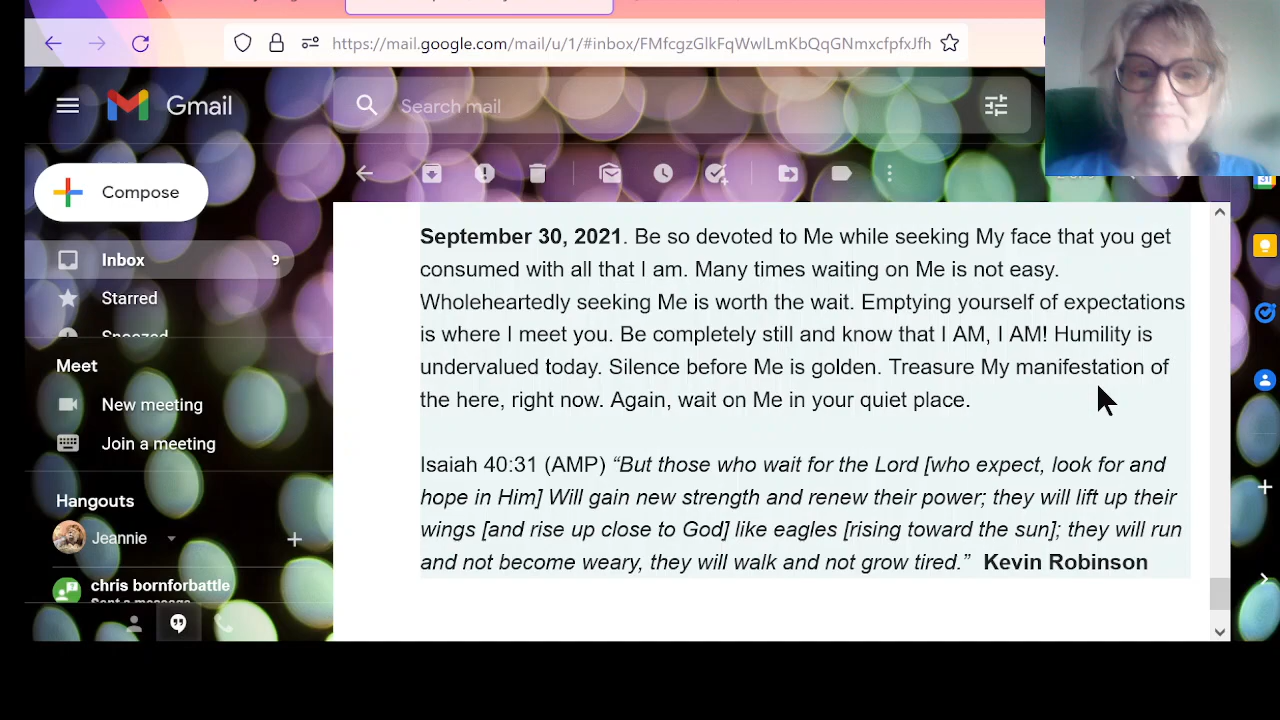 https://mail.google.com/mail/u/1/#inbox/FMfcgzGlkFqWwlLmKbQqGNmxcfpfxJfh
Gmail
Search mail
Compose
Inbox 9
Starred
Snoozed
Meet
New meeting
Join a meeting
Hangouts
Jeannie
chris bornforbattle
Sent a message
September 30, 2021. Be so devoted to Me while seeking My face that you get
consumed with all that I am. Many times waiting on Me is not easy.
Wholeheartedly seeking Me is worth the wait. Emptying yourself of expectations
is where I meet you. Be completely still and know that I AM, I AM! Humility is
undervalued today. Silence before Me is golden. Treasure My manifestation of
the here, right now. Again, wait on Me in your quiet place.
Isaiah 40:31 (AMP) “But those who wait for the Lord [who expect, look for and
hope in Him] Will gain new strength and renew their power; they will lift up their
wings [and rise up close to God] like eagles [rising toward the sun]; they will run
and not become weary, they will walk and not grow tired.” Kevin Robinson
31